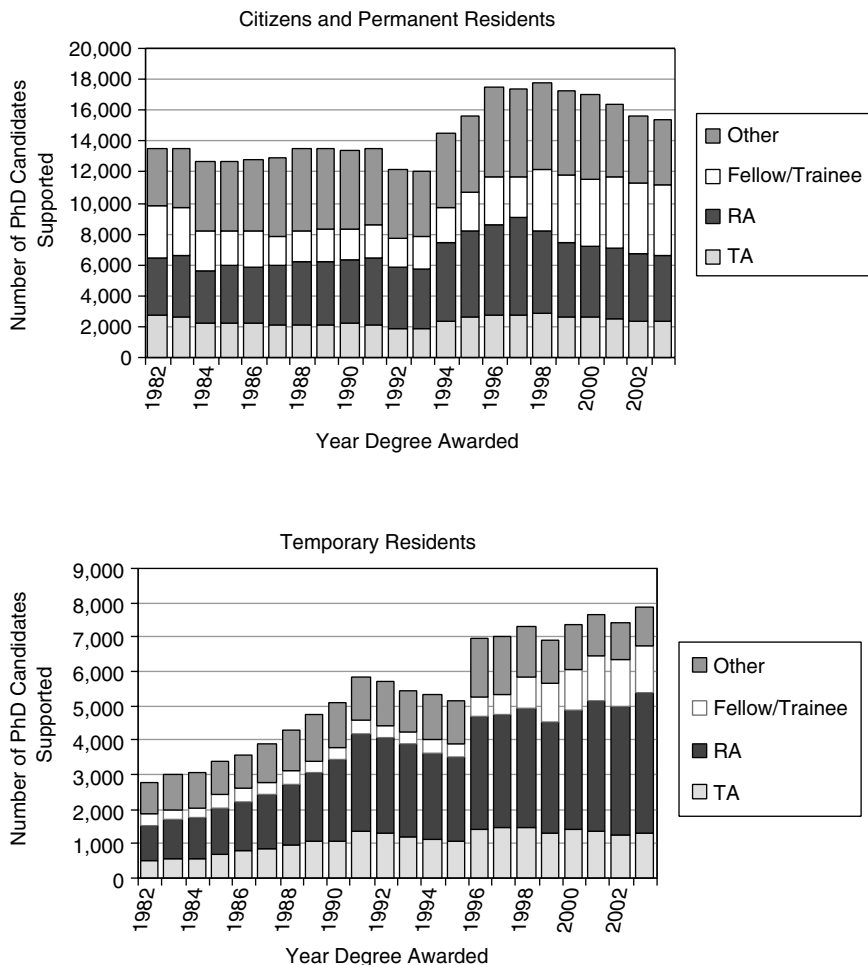 Citizens and Permanent Residents
20,000
18,000
16,000
14,000
12,000
10,000
8,000
6,000
4,000
2,000
0
Number of PhD Candidates
Supported
1982
1984
1986
1988
1990
1992
1994
1996
1998
2000
2002
Year Degree Awarded
Other
Fellow/Trainee
RA
TA
Temporary Residents
9,000
8,000
7,000
6,000
5,000
4,000
3,000
2,000
1,000
0
Number of PhD Candidates
Supported
1982
1984
1986
1988
1990
1992
1994
1996
1998
2000
2002
Year Degree Awarded
Other
Fellow/Trainee
RA
TA